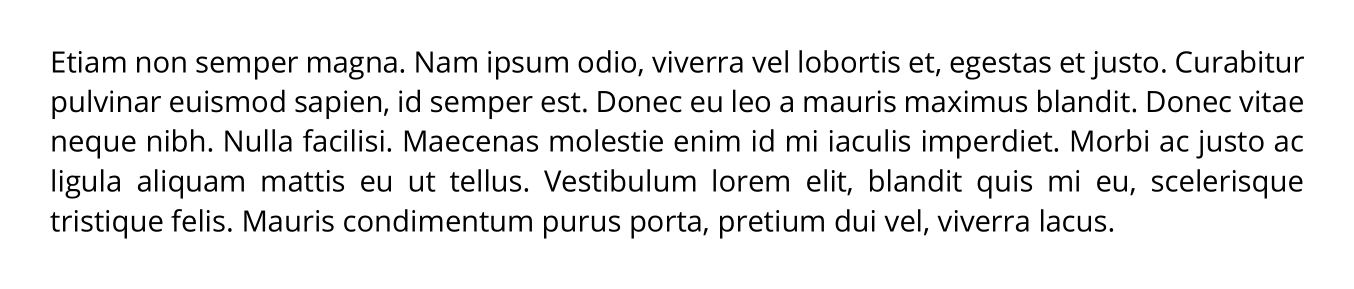 Etiam non semper magna. Nam ipsum odio, viverra vel lobortis et, egestas et justo. Curabitur
pulvinar euismod sapien, id semper est. Donec eu leo a mauris maximus blandit. Donec vitae
neque nibh. Nulla facilisi. Maecenas molestie enim id mi iaculis imperdiet. Morbi ac justo ac
ligula aliquam mattis eu ut tellus. Vestibulum lorem elit, blandit quis mi eu, scelerisque
tristique felis. Mauris condimentum purus porta, pretium dui vel, viverra lacus.